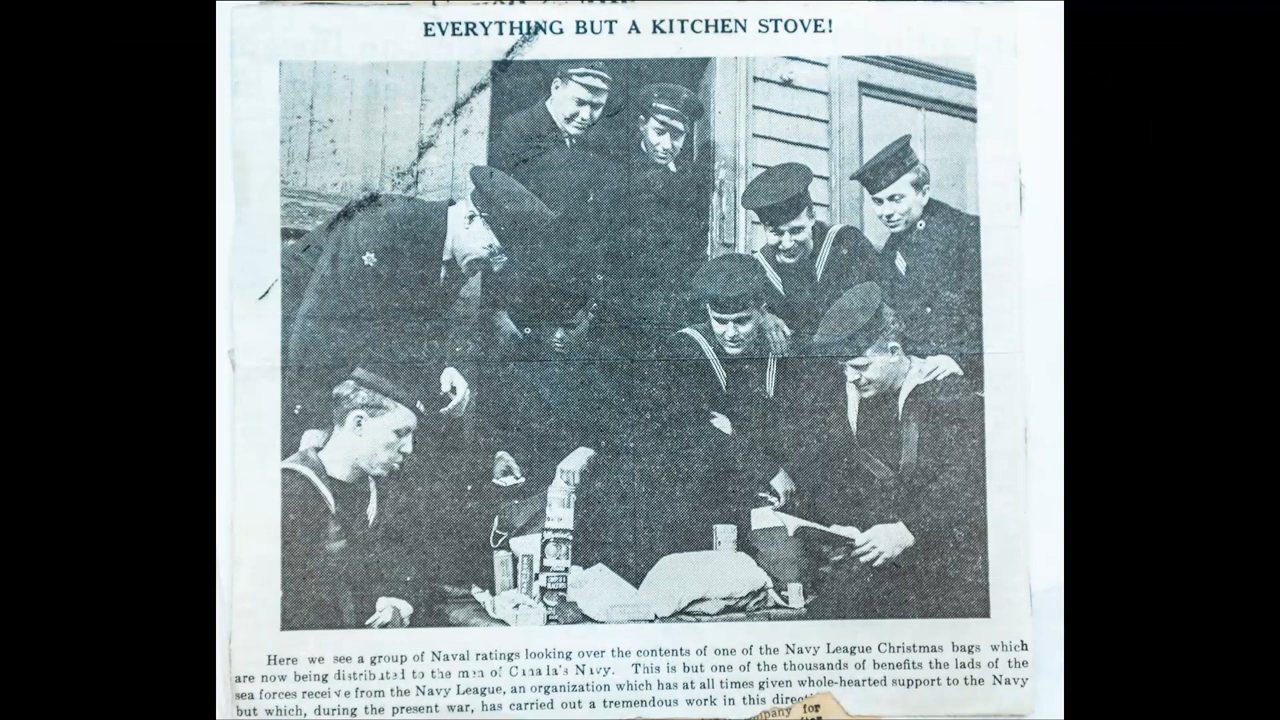 EVERYTHING BUT A KITCHEN STOVE!
Here we see a group of Naval ratings looking over the contents of one of the Navy League Christmas bags which
are now being distributed to the men of Canada's Navy. This is but one of the thousands of benefits the lads of the
sea forces receive from the Navy League, an organization which has at all times given whole-hearted support to the Navy
but which, during the present war, has carried out a tremendous work in this
for